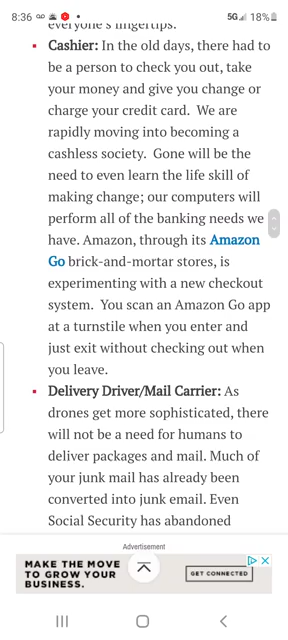 8:36
5G 18%
everyone's fingertips.
Cashier: In the old days, there had to
be a person to check you out, take
your money and give you change or
charge your credit card.  We are
rapidly moving into becoming a
cashless society.  Gone will be the
need to even learn the life skill of
making change; our computers will
perform all of the banking needs we
have. Amazon, through its Amazon
Go brick-and-mortar stores, is
experimenting with a new checkout
system.  You scan an Amazon Go app
at a turnstile when you enter and
just exit without checking out when
you leave.
Delivery Driver/Mail Carrier: As
drones get more sophisticated, there
will not be a need for humans to
deliver packages and mail. Much of
your junk mail has already been
converted into junk email. Even
Social Security has abandoned
Advertisement
MAKE THE MOVE
TO GROW YOUR
BUSINESS.
GET CONNECTED